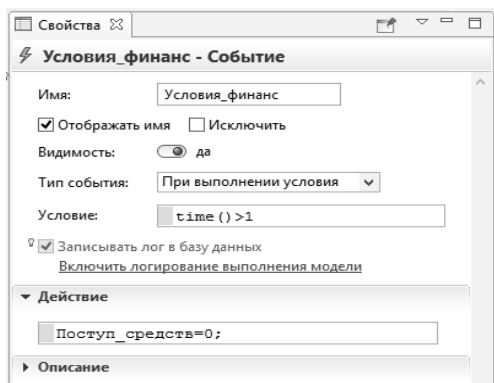 Свойства
Условия_финанс - Событие
Имя:
Условия_финанс
Отображать имя
Исключить
Видимость:
да
Тип события:
При выполнении условия
Условие:
time()>1
Записывать лог в базу данных
Включить логирование выполнения модели
Действие
Поступ_средств=0;
Описание